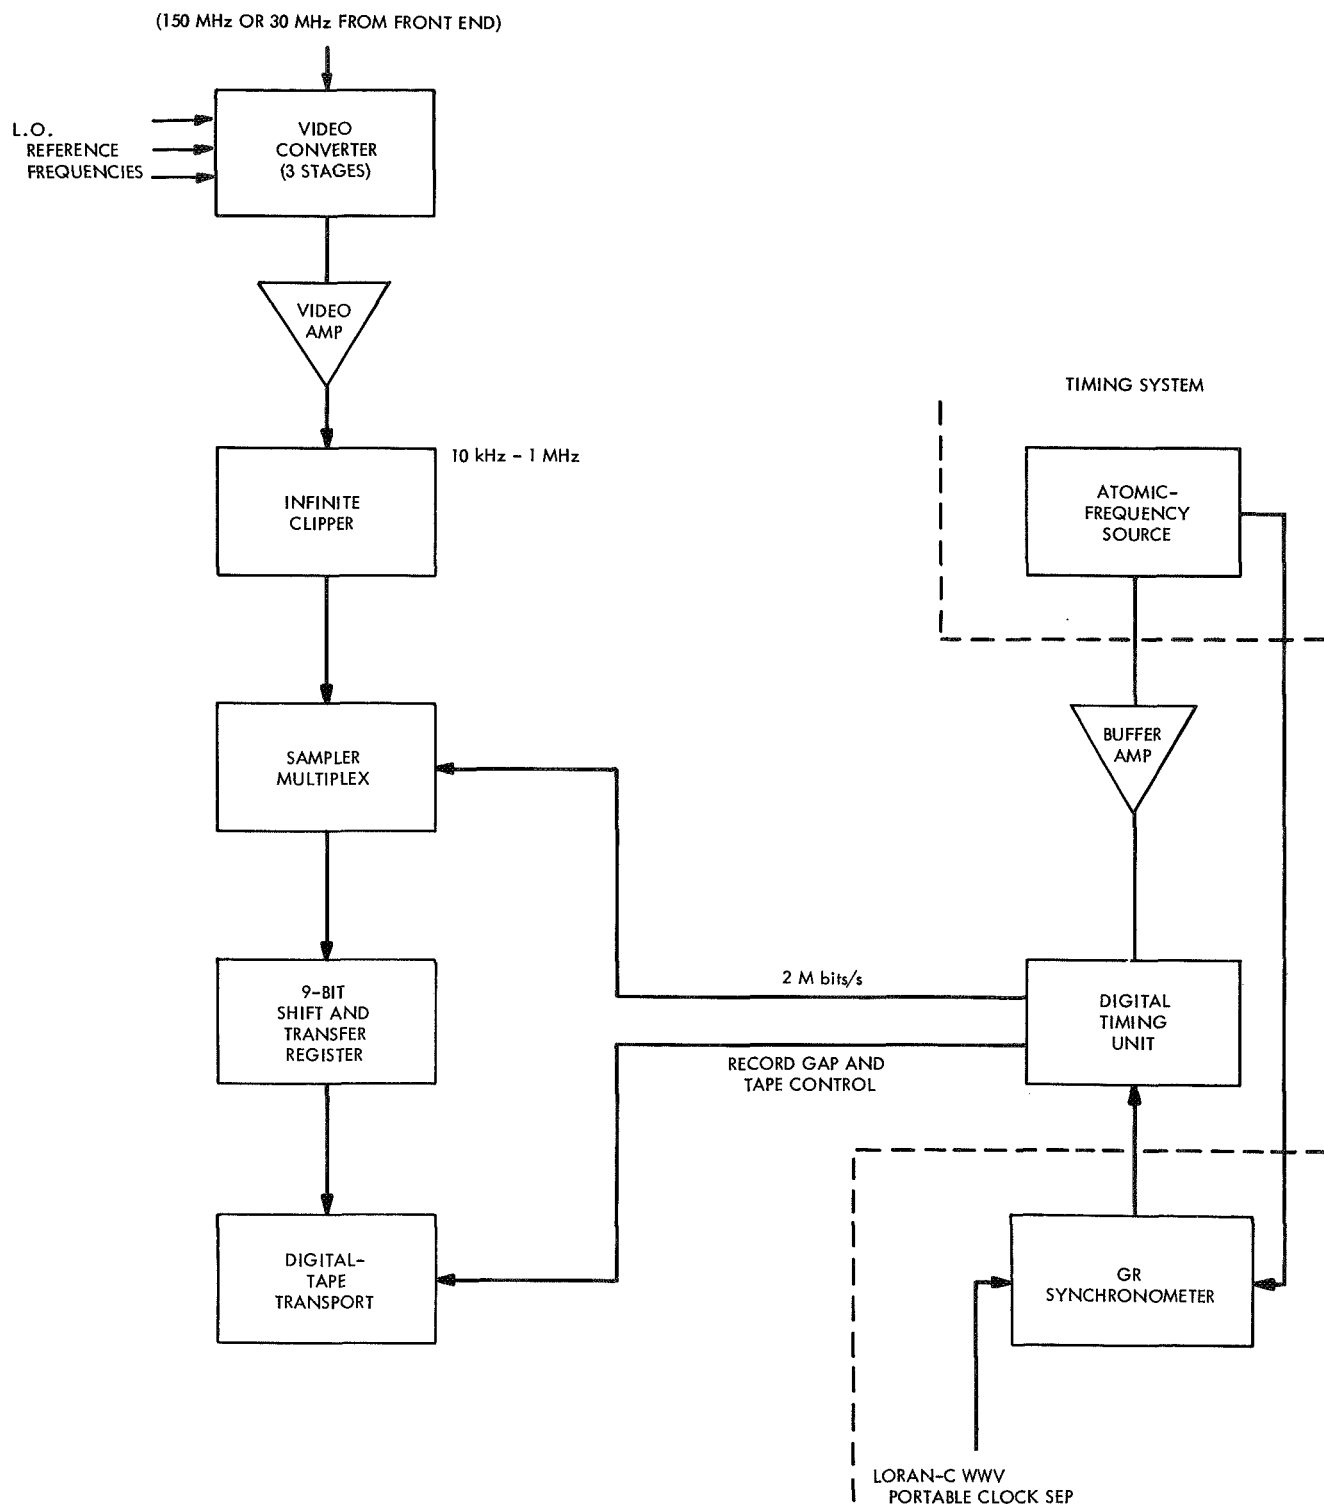 (150 MHz OR 30 MHz FROM FRONT END)
L.O.
REFERENCE
FREQUENCIES
VIDEO
CONVERTER
(3 STAGES)
VIDEO
AMP
10 kHz - 1 MHz
INFINITE
CLIPPER
TIMING SYSTEM
ATOMIC-
FREQUENCY
SOURCE
SAMPLER
MULTIPLEX
BUFFER
AMP
9-BIT
SHIFT AND
TRANSFER
REGISTER
2 M bits/s
RECORD GAP AND
TAPE CONTROL
DIGITAL
TIMING
UNIT
DIGITAL-
TAPE
TRANSPORT
GR
SYNCHRONOMETER
LORAN-C WWV
PORTABLE CLOCK SEP